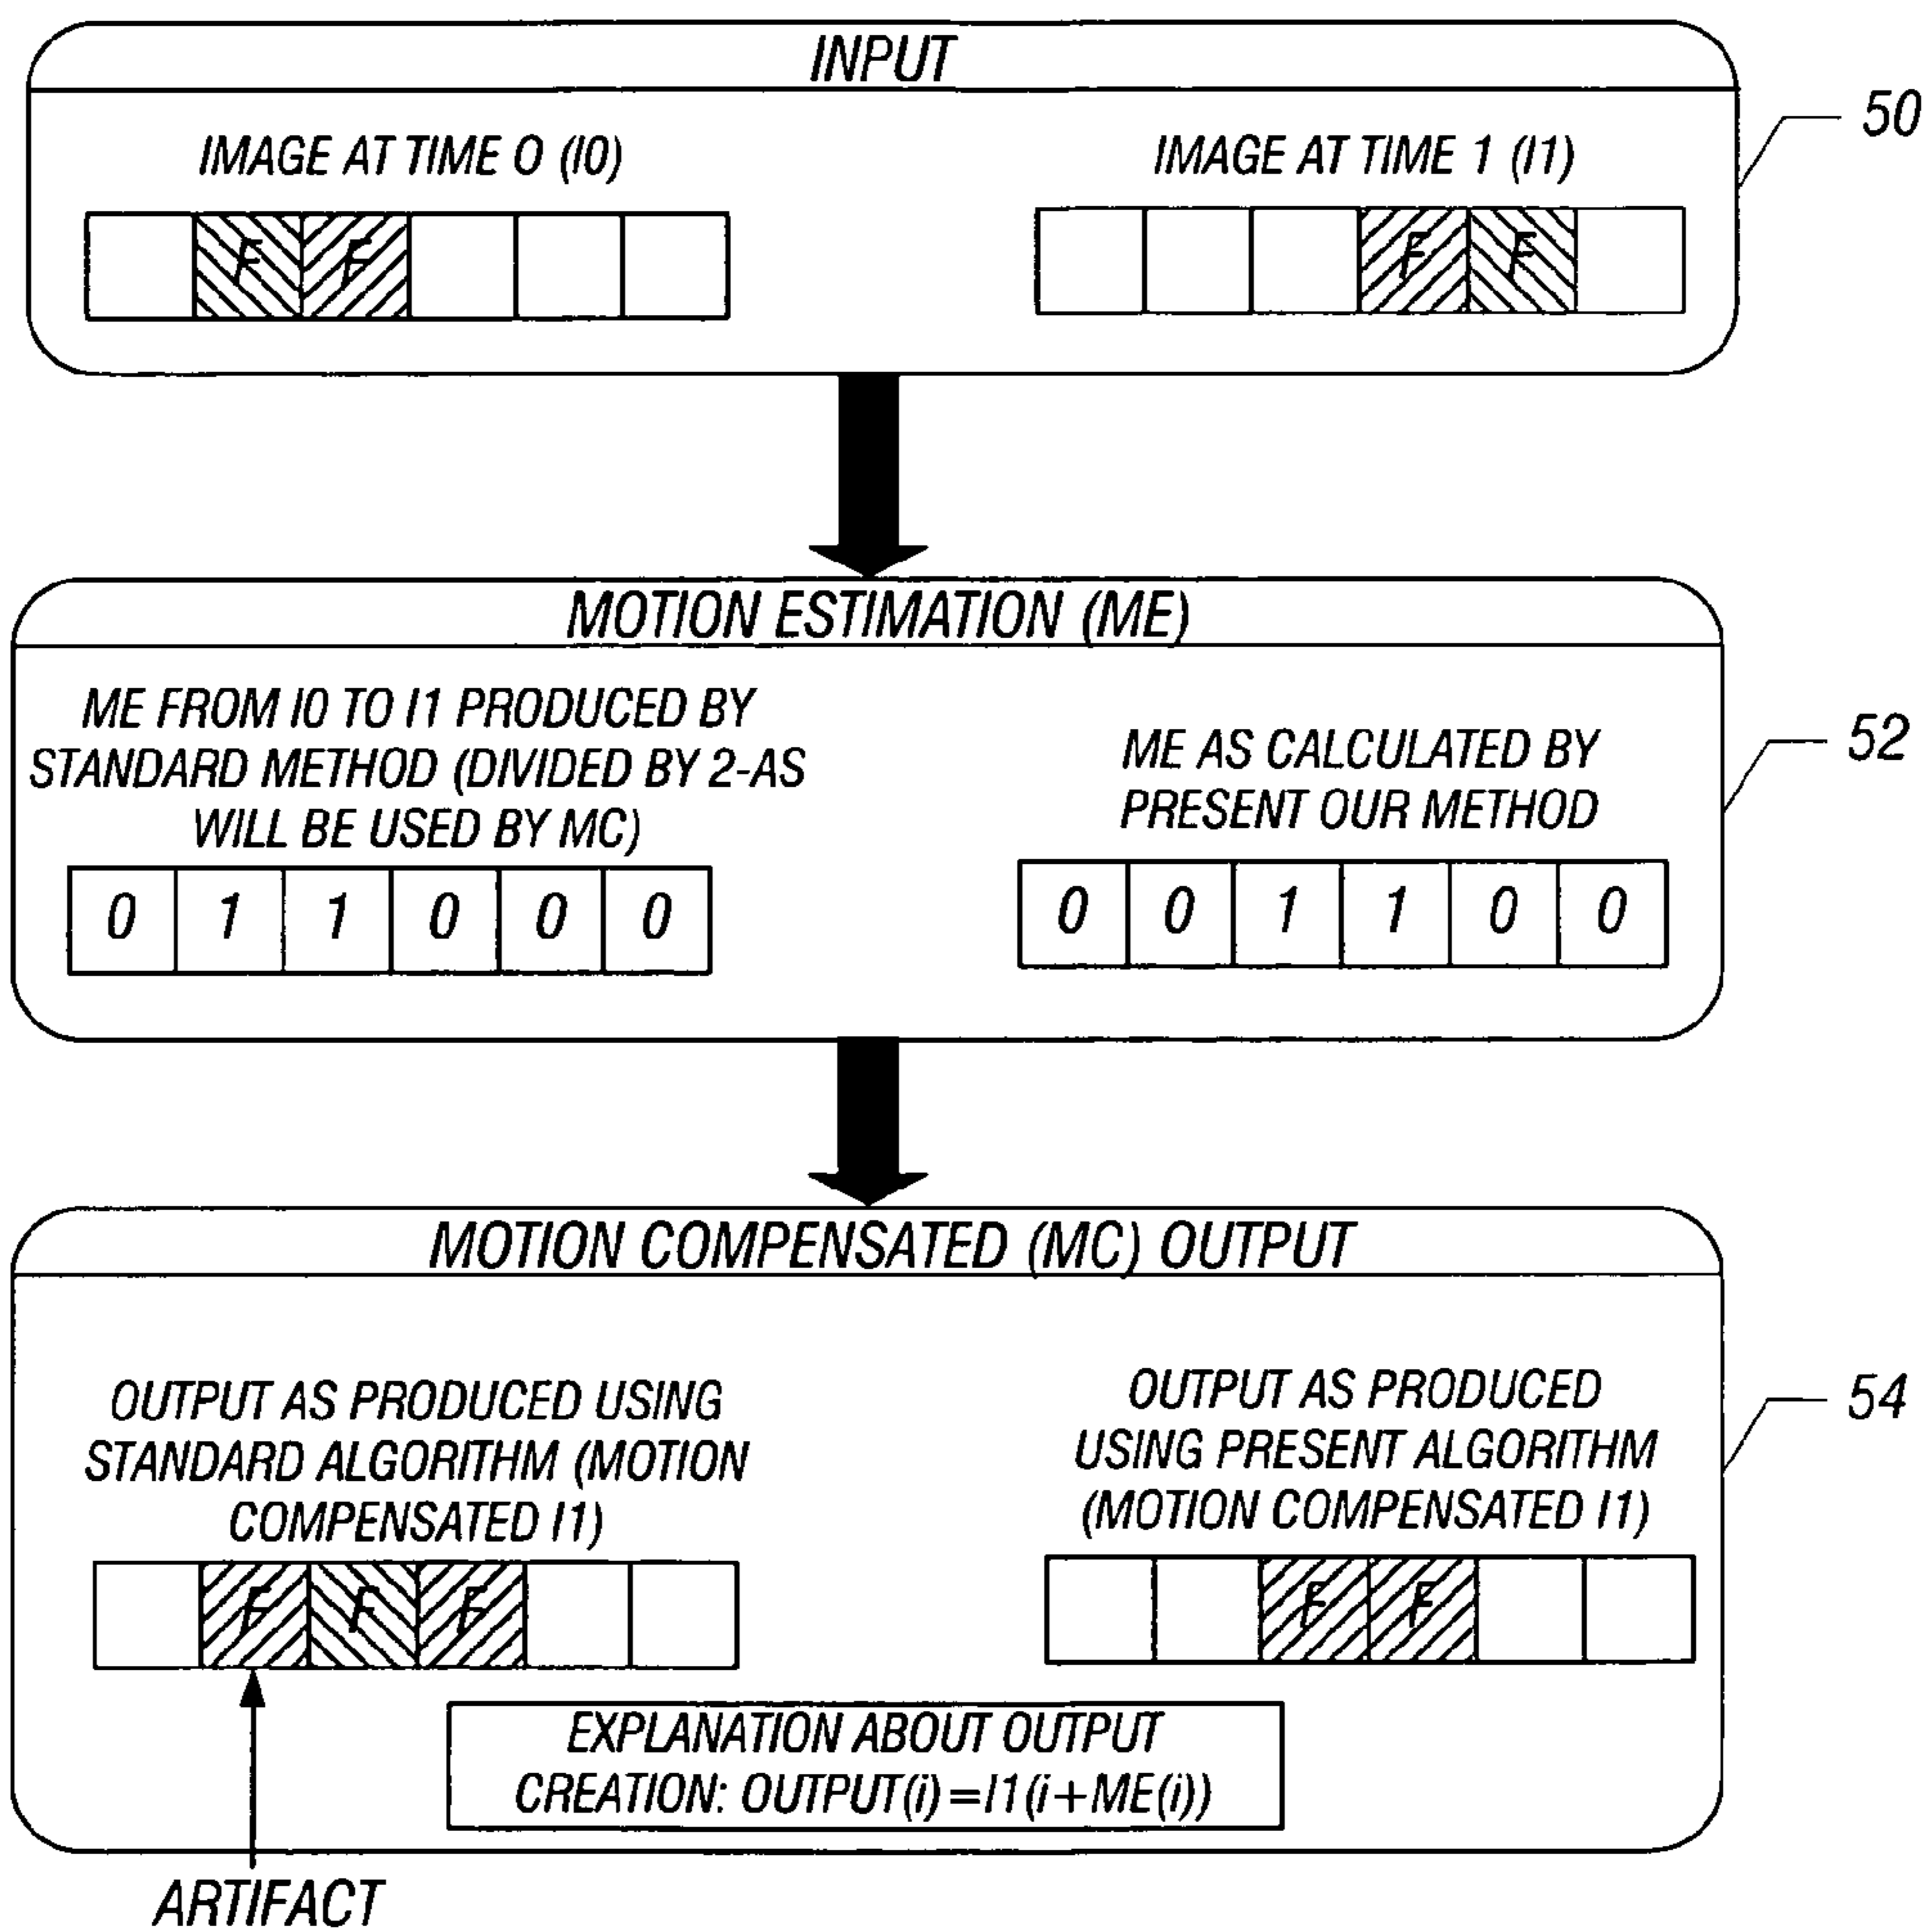 INPUT
50
IMAGE AT TIME 0 (I0)
IMAGE AT TIME 1 (I1)
F F
F F
MOTION ESTIMATION (ME)
52
ME FROM I0 TO I1 PRODUCED BY
STANDARD METHOD (DIVIDED BY 2-AS
WILL BE USED BY MC)
0 1 1 0 0 0
ME AS CALCULATED BY
PRESENT OUR METHOD
0 0 1 1 0 0
MOTION COMPENSATED (MC) OUTPUT
54
OUTPUT AS PRODUCED USING
STANDARD ALGORITHM (MOTION
COMPENSATED I1)
F F F
OUTPUT AS PRODUCED
USING PRESENT ALGORITHM
(MOTION COMPENSATED I1)
F F
EXPLANATION ABOUT OUTPUT
CREATION: OUTPUT(i)=I1(i+ME(i))
ARTIFACT